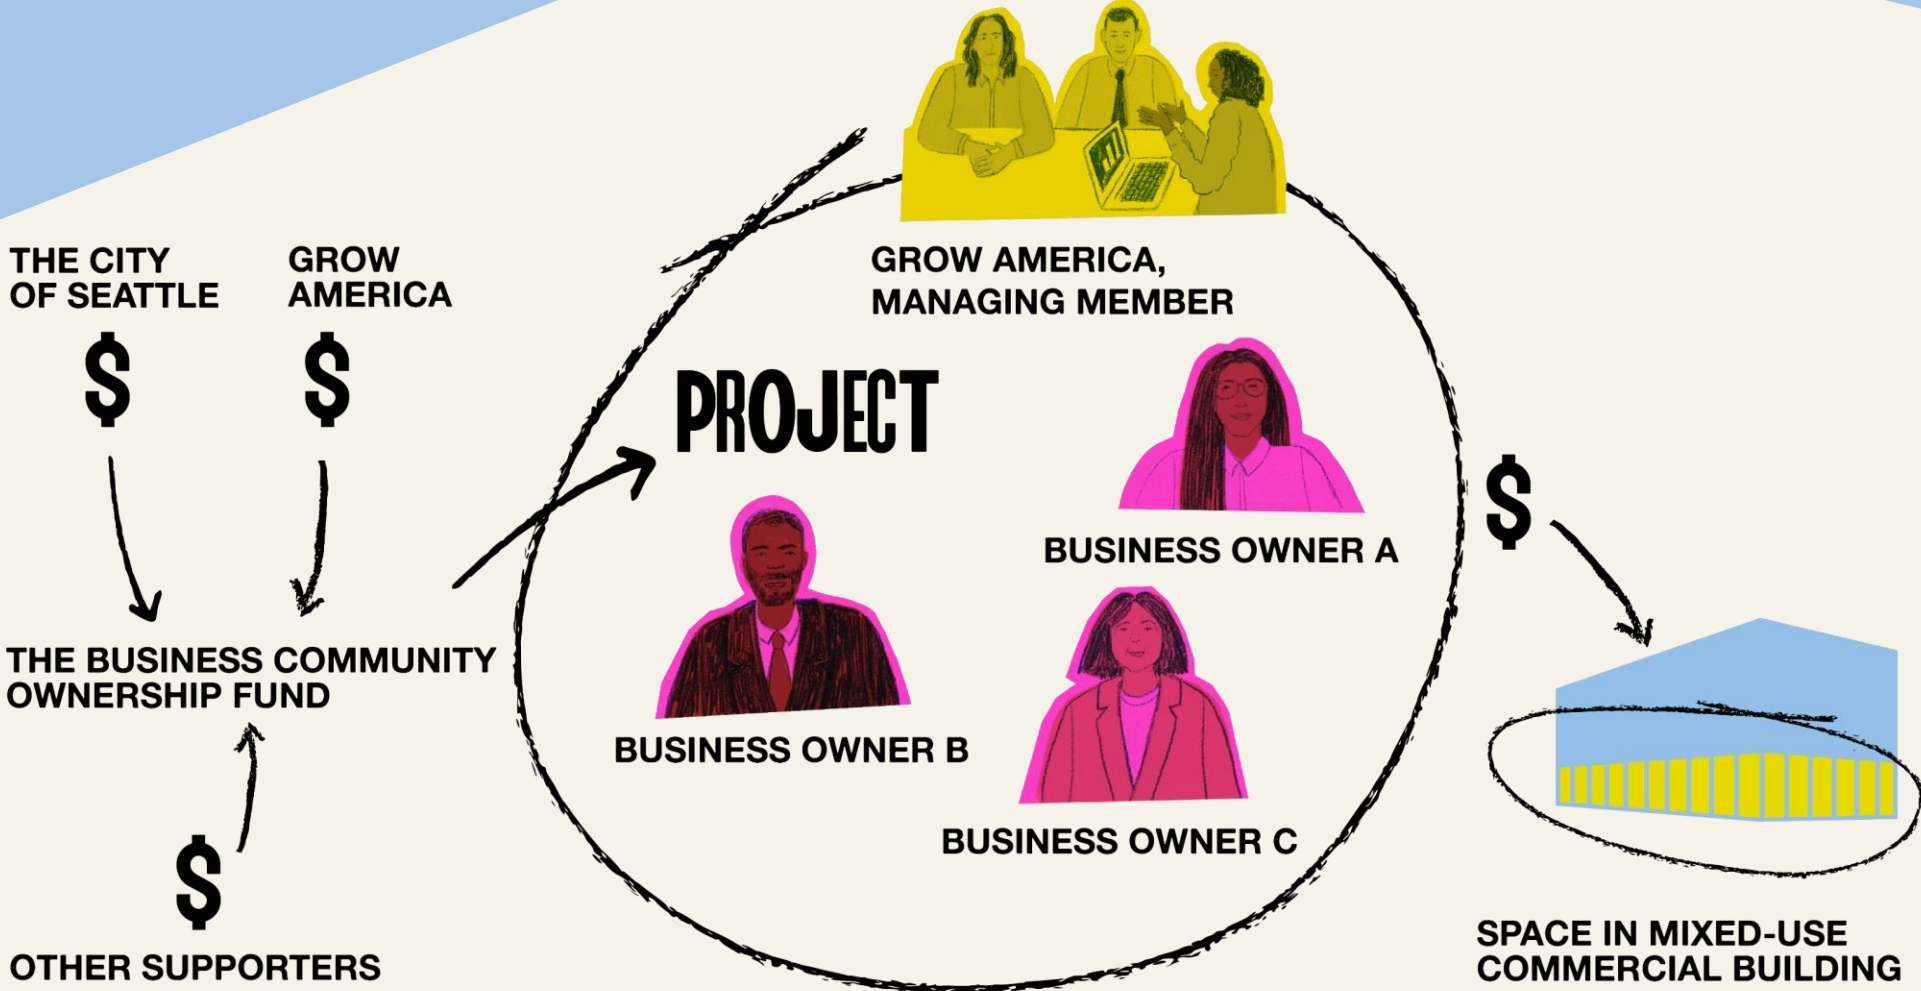 THE CITY
OF SEATTLE
$
GROW
AMERICA
$
THE BUSINESS COMMUNITY
OWNERSHIP FUND
$
OTHER SUPPORTERS
GROW AMERICA,
MANAGING MEMBER
PROJECT
BUSINESS OWNER A
BUSINESS OWNER B
BUSINESS OWNER C
$
SPACE IN MIXED-USE
COMMERCIAL BUILDING